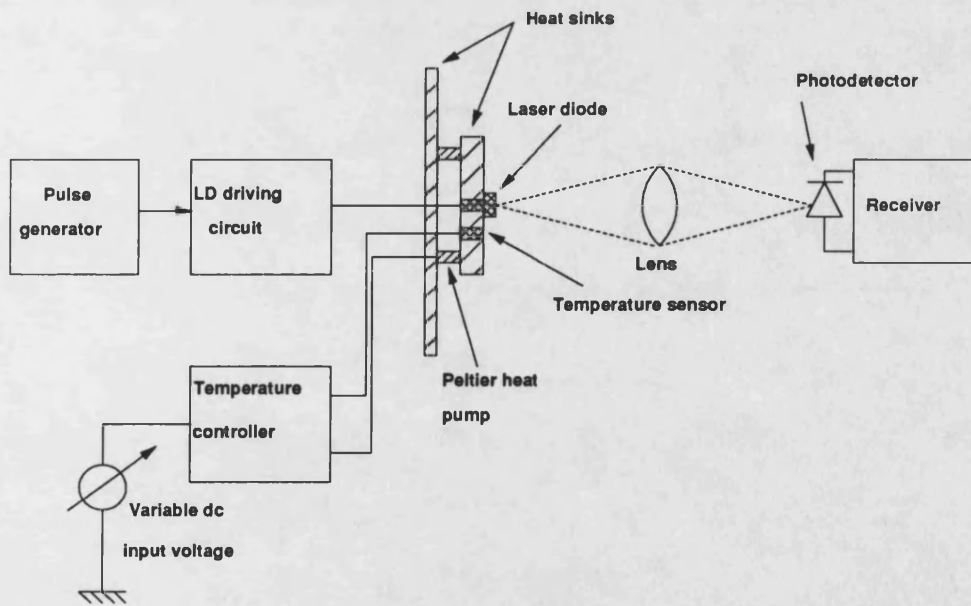 Heat sinks
Photodetector
Laser diode
Pulse
generator
LD driving
circuit
Receiver
Lens
Temperature sensor
Temperature
controller
Peltier heat
pump
Variable dc
input voltage